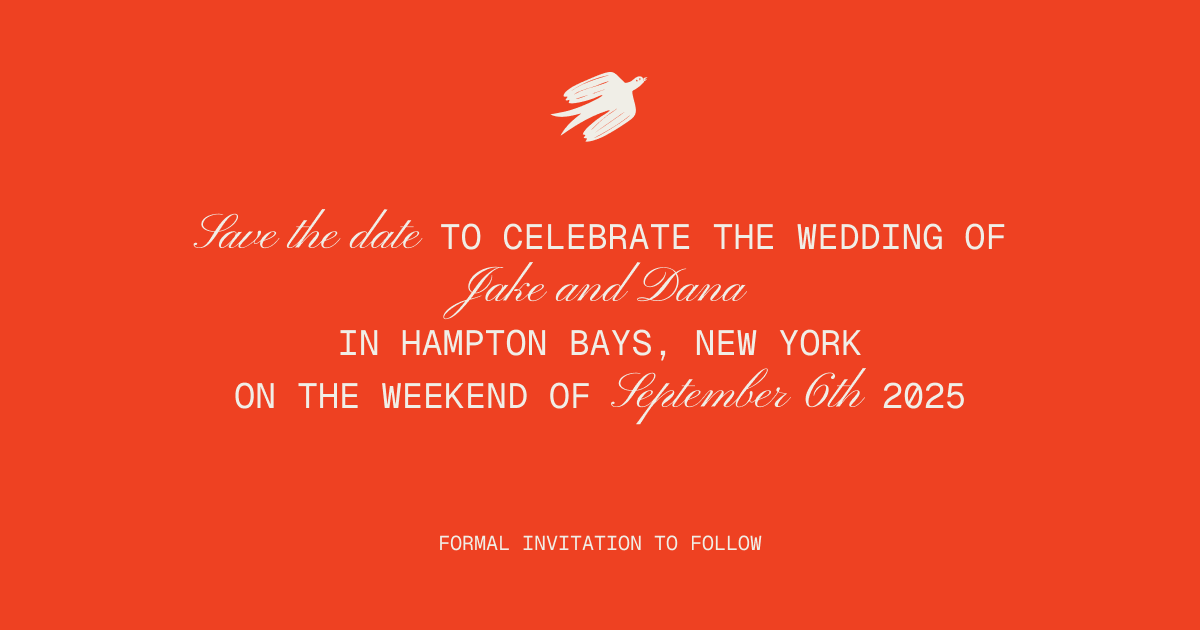 Save the date TO CELEBRATE THE WEDDING OF
Jake and Dana
IN HAMPTON BAYS, NEW YORK
ON THE WEEKEND OF September 6th 2025
FORMAL INVITATION TO FOLLOW